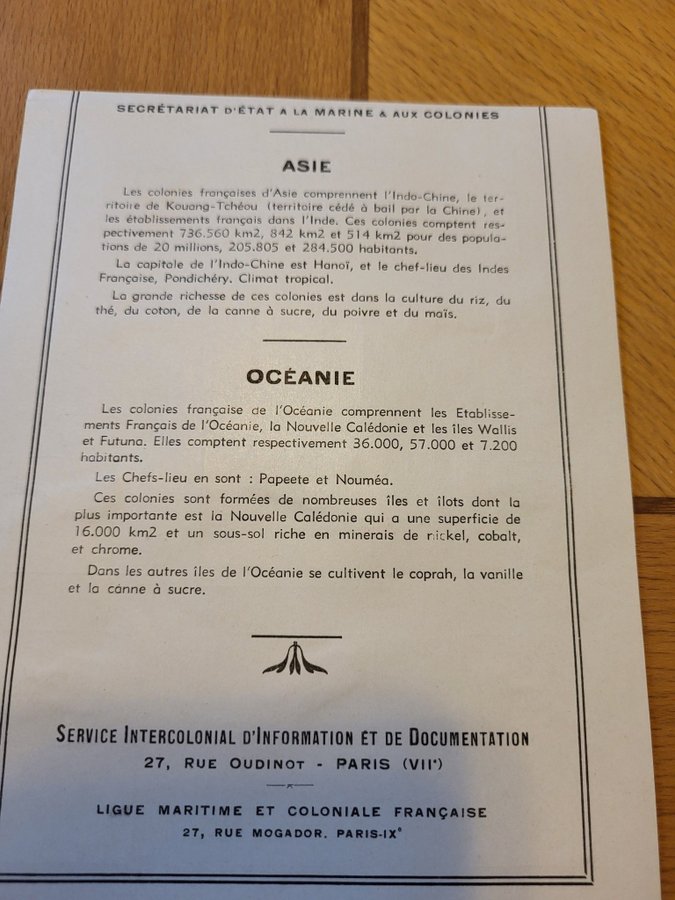 SECRÉTARIAT D'ÉTAT A LA MARINE & AUX COLONIES
ASIE
Les colonies françaises d'Asie comprennent l'Indo-Chine, le ter-
ritoire de Kouang-Tchéou (territoire cédé à bail par la Chine), et
les établissements français dans l'Inde. Ces colonies comptent res-
pectivement 736.560 km2, 842 km2 et 514 km2 pour des popula-
tions de 20 millions, 205.805 et 284.500 habitants.
La capitale de l'Indo-Chine est Hanoï, et le chef-lieu des Indes
Française, Pondichéry. Climat tropical.
La grande richesse de ces colonies est dans la culture du riz, du
thé, du coton, de la canne à sucre, du poivre et du maïs.
OCÉANIE
Les colonies française de l'Océanie comprennent les Etablisse-
ments Français de l'Océanie, la Nouvelle Calédonie et les îles Wallis
et Futuna. Elles comptent respectivement 36.000, 57.000 et 7.200
habitants.
Les Chefs-lieu en sont : Papeete et Nouméa.
Ces colonies sont formées de nombreuses îles et îlots dont la
plus importante est la Nouvelle Calédonie qui a une superficie de
16.000 km2 et un sous-sol riche en minerais de nickel, cobalt,
et chrome.
Dans les autres îles de l'Océanie se cultivent le coprah, la vanille
et la canne à sucre.
SERVICE INTERCOLONIAL D'INFORMATION ET DE DOCUMENTATION
27, RUE OUDINOT - PARIS (VIIe)
LIGUE MARITIME ET COLONIALE FRANÇAISE
27, RUE MOGADOR. PARIS-IXe